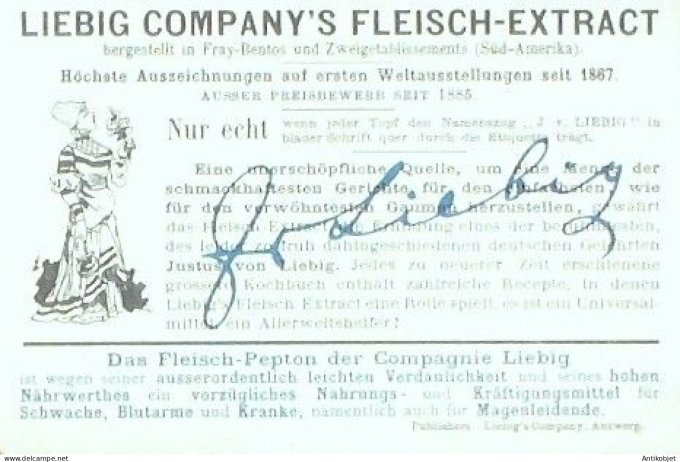 LIEBIG COMPANY'S FLEISCH-EXTRACT
hergestellt in Fray-Bentos und Zweigetablissements (Süd-Amerika).
Höchste Auszeichnungen auf ersten Weltausstellungen seit 1867.
AUSSER PREISBEWERB SEIT 1885.
Nur echt
wenn jeder Topf den Namenszug „J. v. LIEBIG" in
blauer Schrift quer durch die Etiquette trägt.
Eine unerschöpfliche Quelle, um eine Menge der
schmackhaftesten Gerichte für den einfachsten, wie
für den verwöhntesten Gaumen herzustellen, gewährt
das Fleisch Extract, die Erfindung eines der berühmtesten,
des leider zu früh dahingeschiedenen deutschen Gelehrten
Justus von Liebig. Jedes zu neuerer Zeit erschienene
grössere Kochbuch enthält zahlreiche Recepte, in denen
Liebig's Fleisch Extract eine Rolle spielt, es ist ein Universal-
mittel, ein Allerweltshelfer!
JvLiebig
Das Fleisch-Pepton der Compagnie Liebig
ist wegen seiner ausserordentlich leichten Verdaulichkeit und seines hohen
Nährwerthes ein vorzügliches Nahrungs- und Kräftigungsmittel für
Schwache, Blutarme und Kranke, namentlich auch für Magenleidende.
Publishers Liebig's Company, Antwerp.
www.antikobjet.com
© Antikobjet